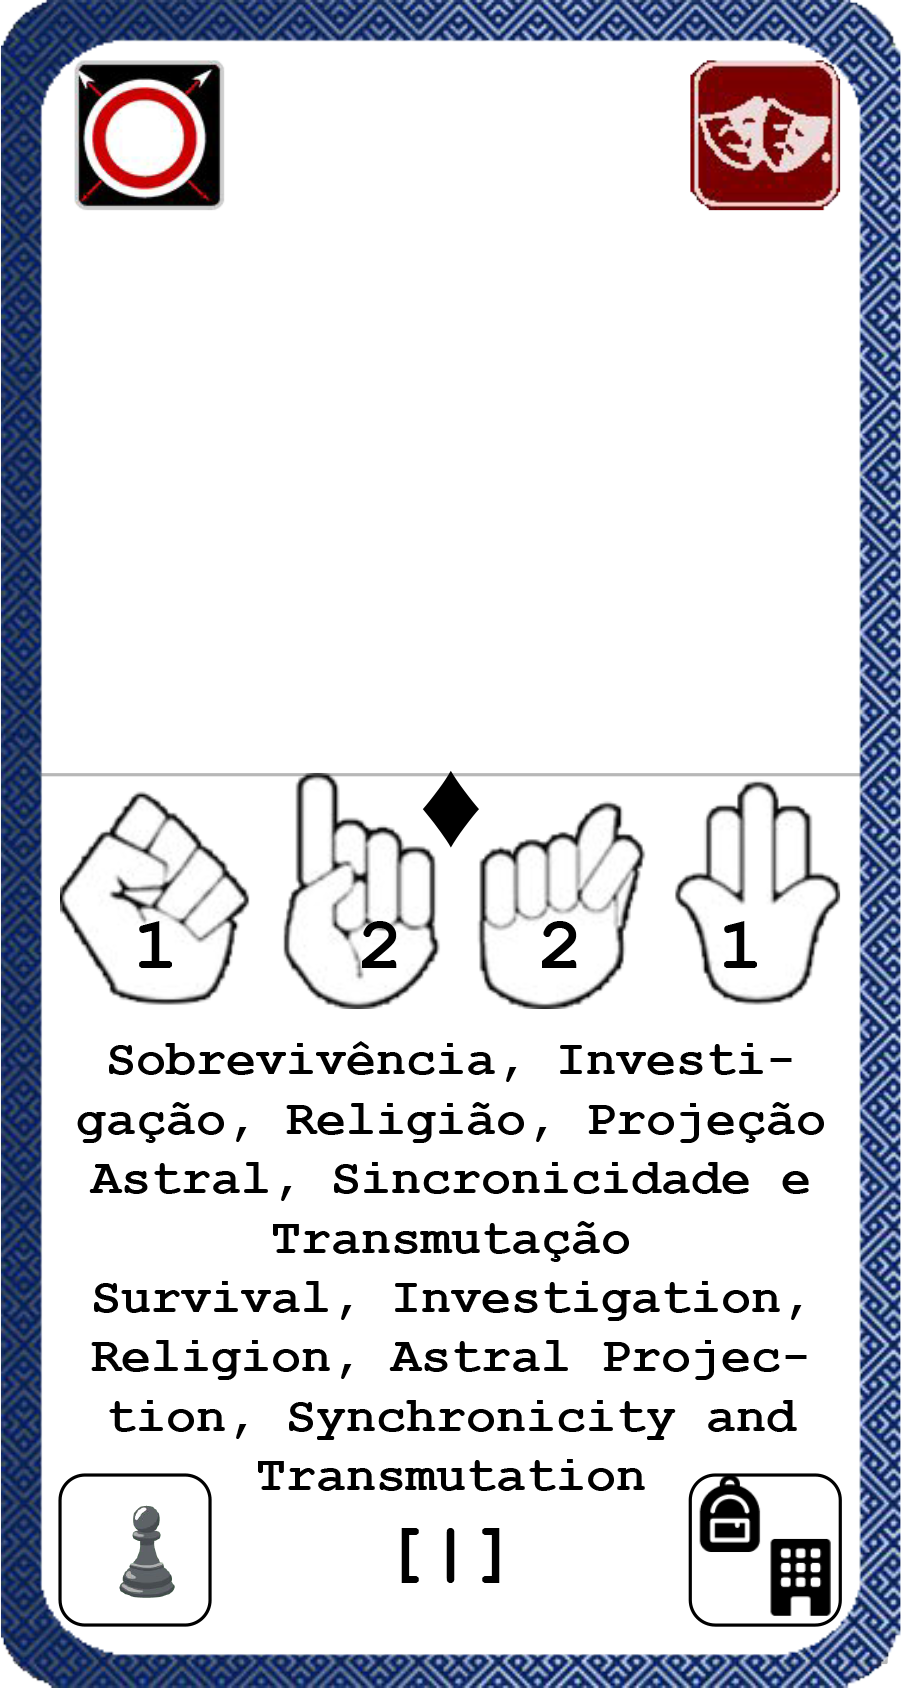 1 2 2 1
Sobrevivência, Investi-
gação, Religião, Projeção
Astral, Sincronicidade e
Transmutação
Survival, Investigation,
Religion, Astral Projec-
tion, Synchronicity and
Transmutation
[|]